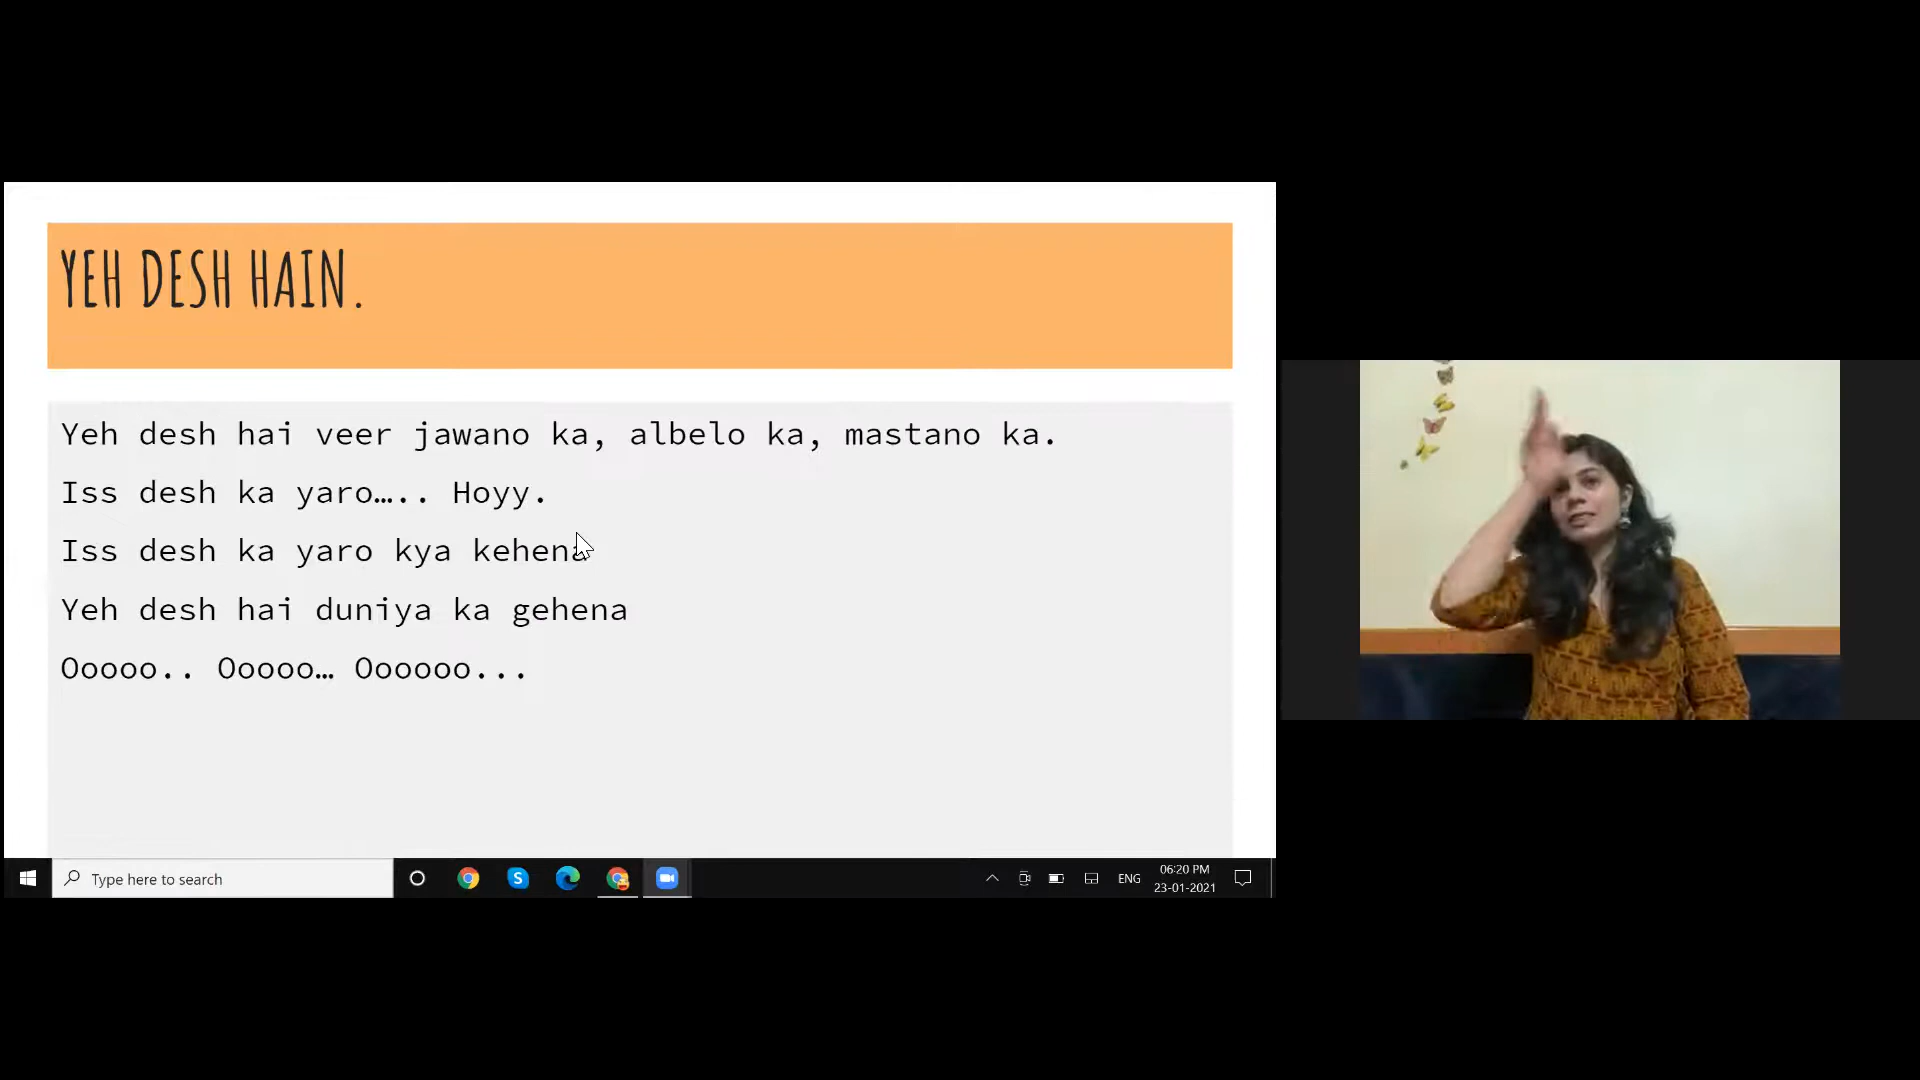 YEH DESH HAIN.
Yeh desh hai veer jawano ka, albelo ka, mastano ka.
Iss desh ka yaro….. Hoyy.
Iss desh ka yaro kya kehena
Yeh desh hai duniya ka gehena
Ooooo.. Ooooo… Oooooo...
Type here to search
ENG
06:20 PM
23-01-2021